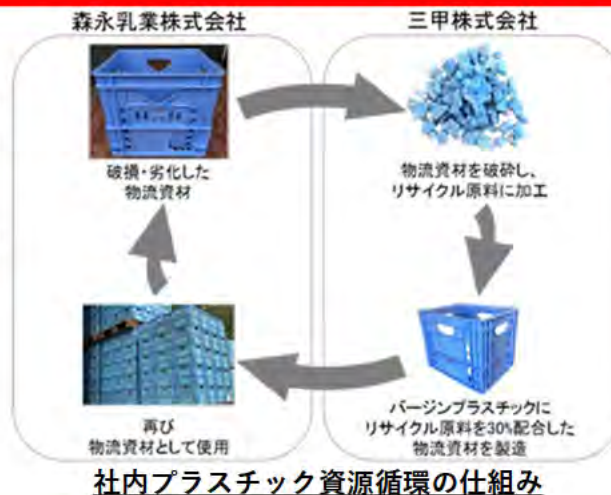 森永乳業株式会社
三甲株式会社
破損・劣化した
物流資材
物流資材を破砕し、
リサイクル原料に加工
再び
物流資材として使用
バージンプラスチックに
リサイクル原料を30%配合した
物流資材を製造
社内プラスチック資源循環の仕組み